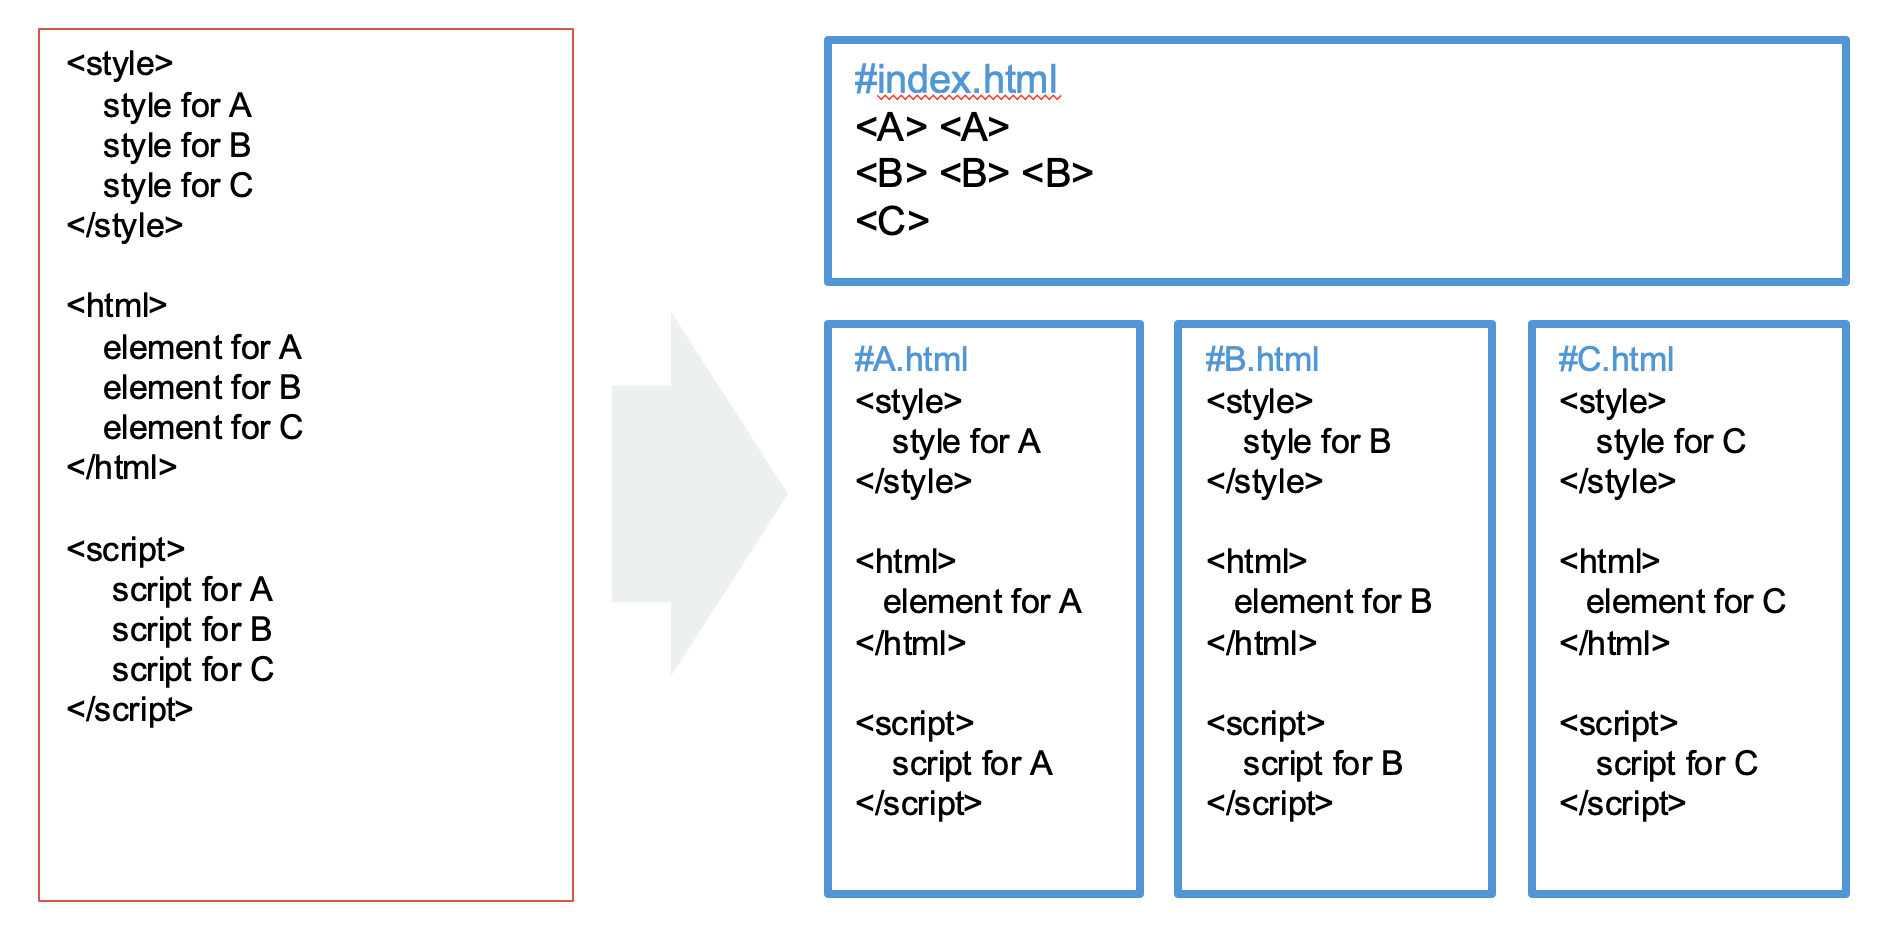 <style>
style for A
style for B
style for C
</style>
<html>
element for A
element for B
element for C
</html>
<script>
script for A
script for B
script for C
</script>
#index.html
<A> <A>
<B> <B> <B>
<C>
#A.html
<style>
style for A
</style>
<html>
element for A
</html>
<script>
script for A
</script>
#B.html
<style>
style for B
</style>
<html>
element for B
</html>
<script>
script for B
</script>
#C.html
<style>
style for C
</style>
<html>
element for C
</html>
<script>
script for C
</script>